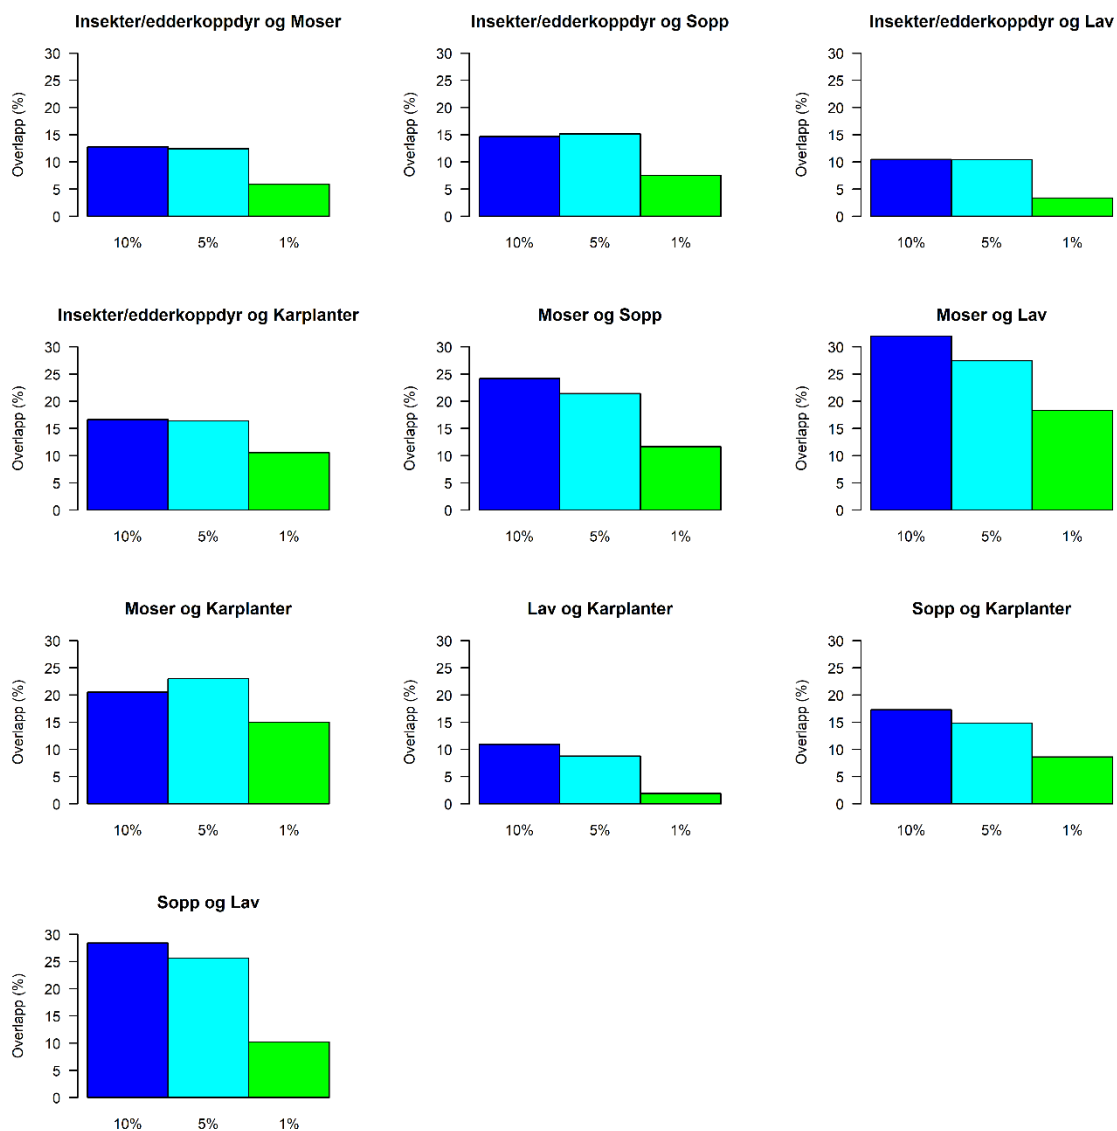 Insekter/edderkoppdyr og Moser
Insekter/edderkoppdyr og Sopp
Insekter/edderkoppdyr og Lav
Overlapp (%)
30
25
20
15
10
5
0
10% 5% 1%
Overlapp (%)
30
25
20
15
10
5
0
10% 5% 1%
Overlapp (%)
30
25
20
15
10
5
0
10% 5% 1%
Insekter/edderkoppdyr og Karplanter
Moser og Sopp
Moser og Lav
Overlapp (%)
30
25
20
15
10
5
0
10% 5% 1%
Overlapp (%)
30
25
20
15
10
5
0
10% 5% 1%
Overlapp (%)
30
25
20
15
10
5
0
10% 5% 1%
Moser og Karplanter
Lav og Karplanter
Sopp og Karplanter
Overlapp (%)
30
25
20
15
10
5
0
10% 5% 1%
Overlapp (%)
30
25
20
15
10
5
0
10% 5% 1%
Overlapp (%)
30
25
20
15
10
5
0
10% 5% 1%
Sopp og Lav
Overlapp (%)
30
25
20
15
10
5
0
10% 5% 1%